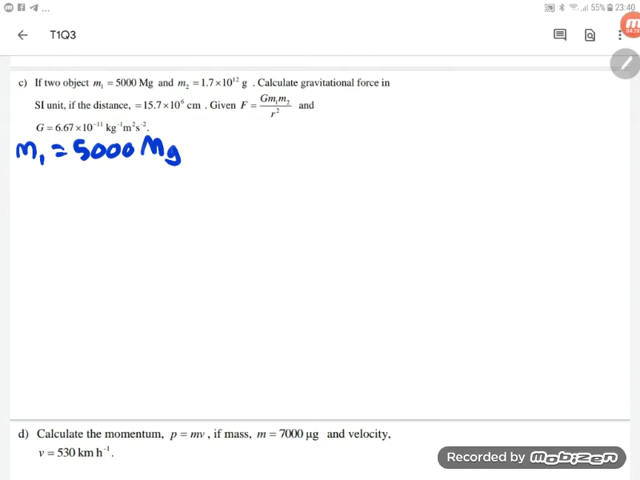 55% 23:40
T1Q3
04:28
c) If two object m₁ = 5000 Mg and m₂ = 1.7×10¹² g . Calculate gravitational force in
SI unit, if the distance, = 15.7×10⁶ cm . Given F = Gm₁m₂/r² and
G = 6.67×10⁻¹¹ kg⁻¹m³s⁻².
m₁ = 5000 Mg
d) Calculate the momentum, p = mv, if mass, m = 7000 μg and velocity,
v = 530 km h⁻¹.
Recorded by mobizen